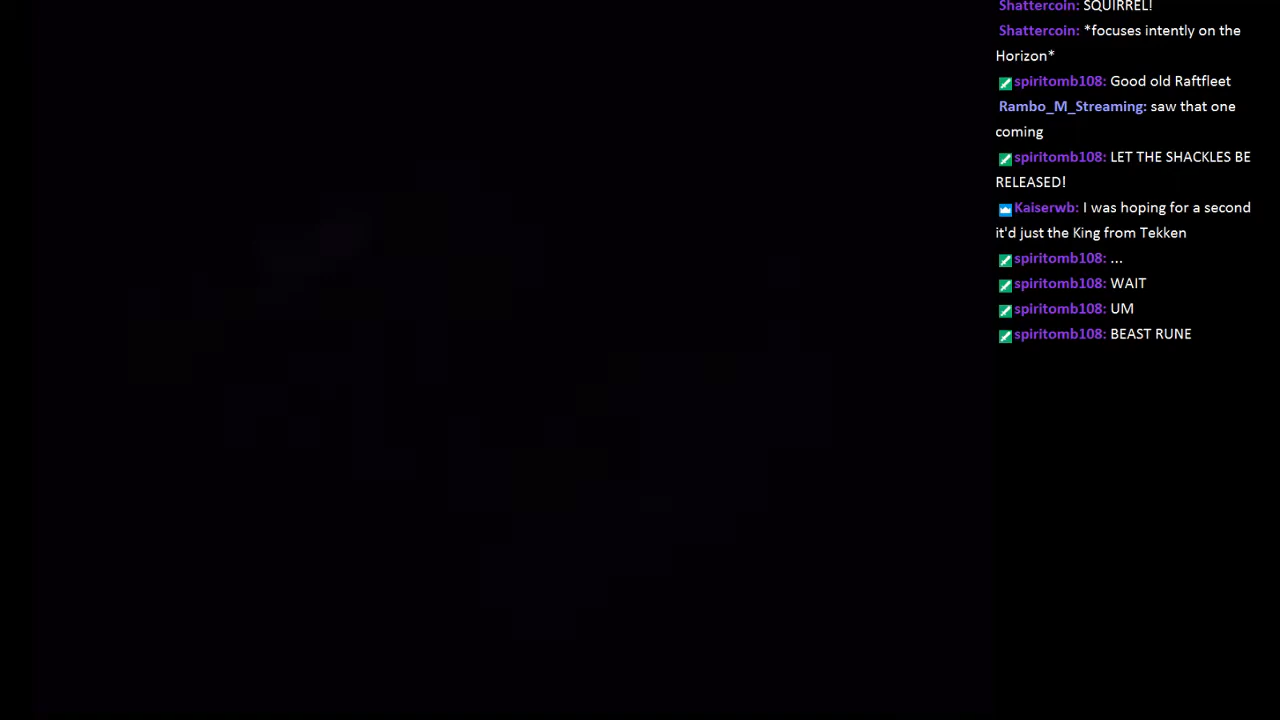 Shattercoin: SQUIRREL!
Shattercoin: *focuses intently on the
Horizon*
spiritomb108: Good old Raftfleet
Rambo_M_Streaming: saw that one
coming
spiritomb108: LET THE SHACKLES BE
RELEASED!
Kaiserwb: I was hoping for a second
it'd just the King from Tekken
spiritomb108: ...
spiritomb108: WAIT
spiritomb108: UM
spiritomb108: BEAST RUNE